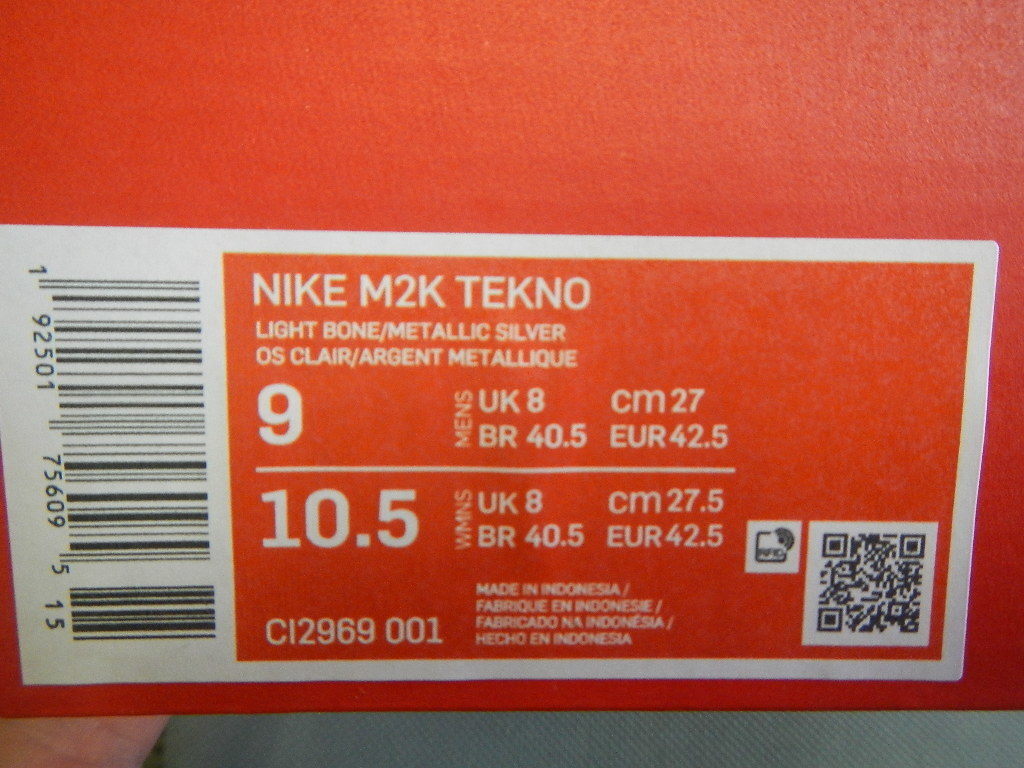 NIKE M2K TEKNO
LIGHT BONE/METALLIC SILVER
OS CLAIR/ARGENT METALLIQUE
9 MENS UK 8 cm 27
BR 40.5 EUR 42.5
10.5 WMNS UK 8 cm 27.5
BR 40.5 EUR 42.5
CI2969 001
MADE IN INDONESIA /
FABRIQUE EN INDONESIE /
FABRICADO NA INDONÉSIA /
HECHO EN INDONESIA
RFID
1 92501 75609 5 15